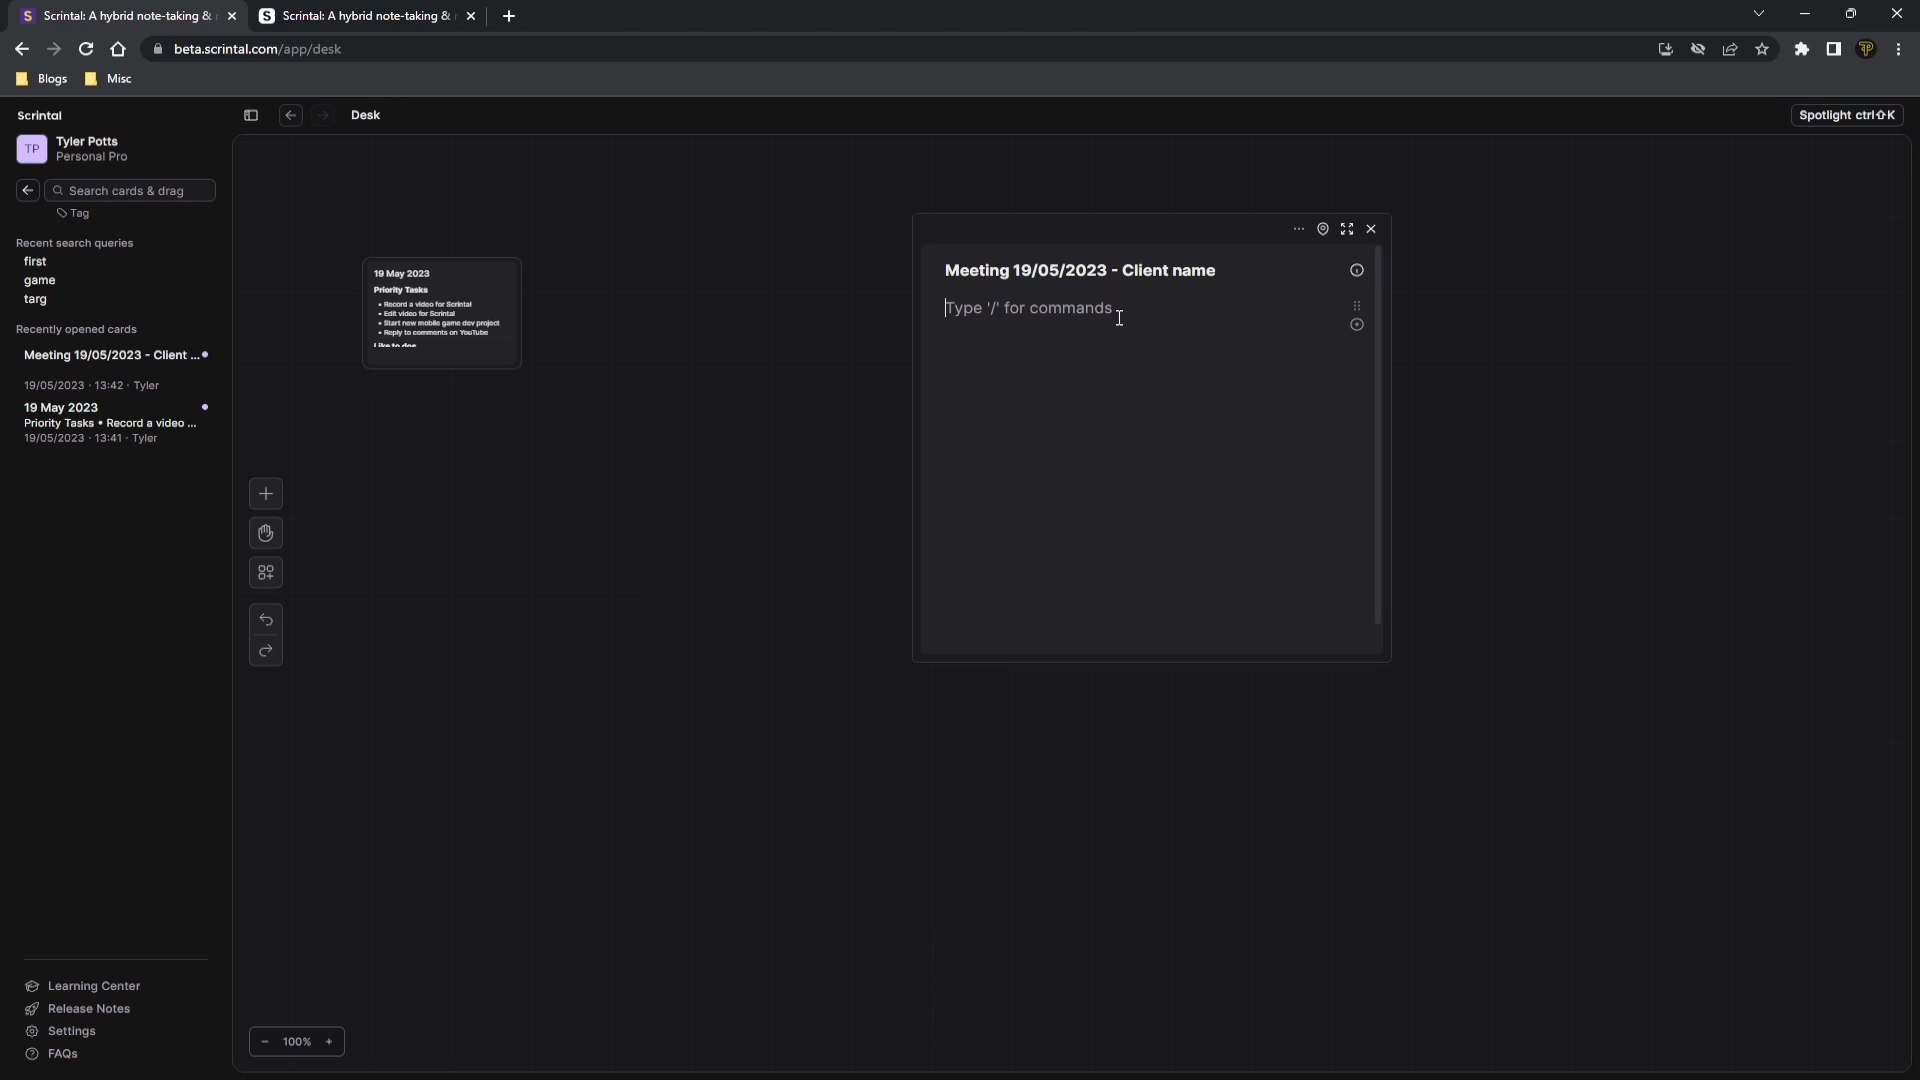 Scrintal: A hybrid note-taking &
Scrintal: A hybrid note-taking &
beta.scrintal.com/app/desk
Blogs
Misc
Scrintal
Desk
Spotlight ctrl⇧K
TP
Tyler Potts
Personal Pro
Search cards & drag
Tag
Recent search queries
first
game
targ
Recently opened cards
Meeting 19/05/2023 - Client ...
19/05/2023 · 13:42 · Tyler
19 May 2023
Priority Tasks • Record a video ...
19/05/2023 · 13:41 · Tyler
19 May 2023
Priority Tasks
• Record a video for Scrintal
• Edit video for Scrintal
• Start new mobile game dev project
• Reply to comments on YouTube
Like to dos
Meeting 19/05/2023 - Client name
Type '/' for commands
Learning Center
Release Notes
Settings
FAQs
- 100% +